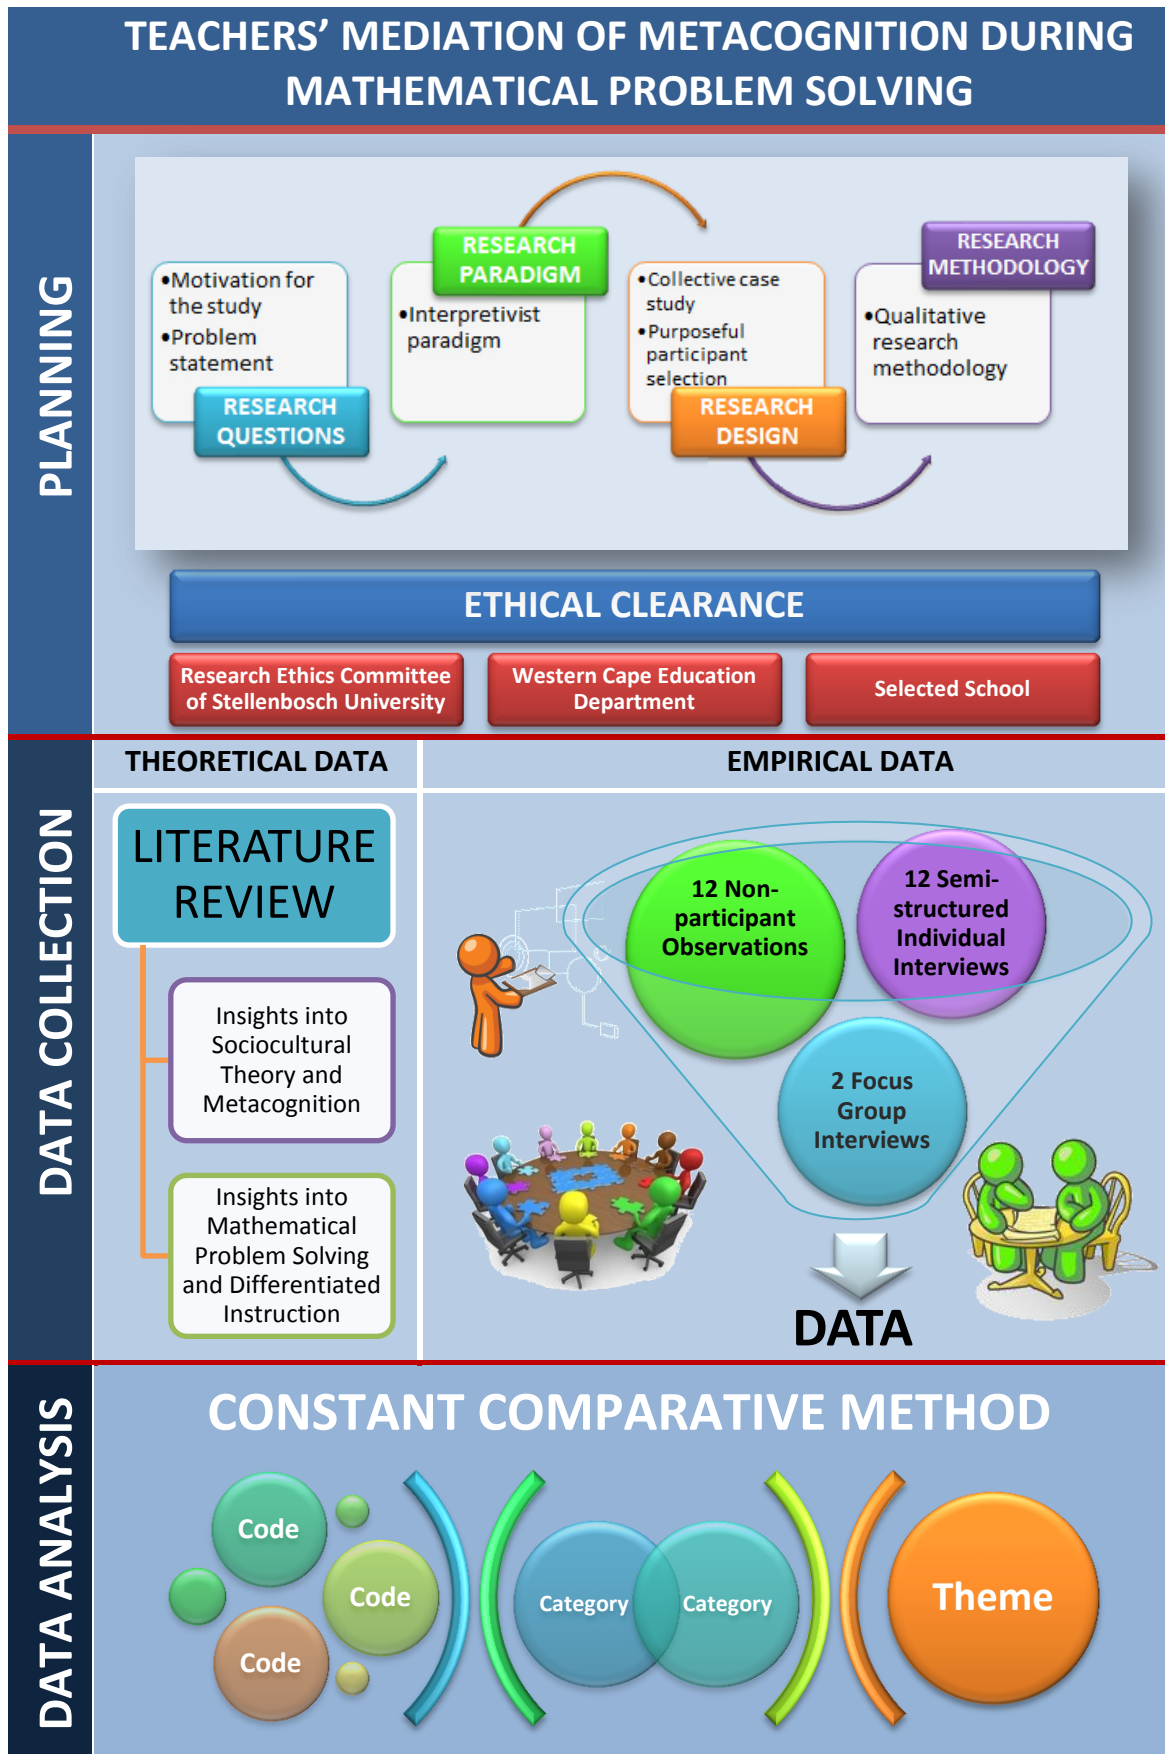 TEACHERS’ MEDIATION OF METACOGNITION DURING
MATHEMATICAL PROBLEM SOLVING
PLANNING
•Motivation for
the study
•Problem
statement
RESEARCH
QUESTIONS
RESEARCH
PARADIGM
•Interpretivist
paradigm
•Collective case
study
•Purposeful
participant
selection
RESEARCH
DESIGN
RESEARCH
METHODOLOGY
•Qualitative
research
methodology
ETHICAL CLEARANCE
Research Ethics Committee
of Stellenbosch University
Western Cape Education
Department
Selected School
DATA COLLECTION
THEORETICAL DATA
LITERATURE
REVIEW
Insights into
Sociocultural
Theory and
Metacognition
Insights into
Mathematical
Problem Solving
and Differentiated
Instruction
EMPIRICAL DATA
12 Non-
participant
Observations
12 Semi-
structured
Individual
Interviews
2 Focus
Group
Interviews
DATA
DATA ANALYSIS
CONSTANT COMPARATIVE METHOD
Code
Code
Code
Category
Category
Theme